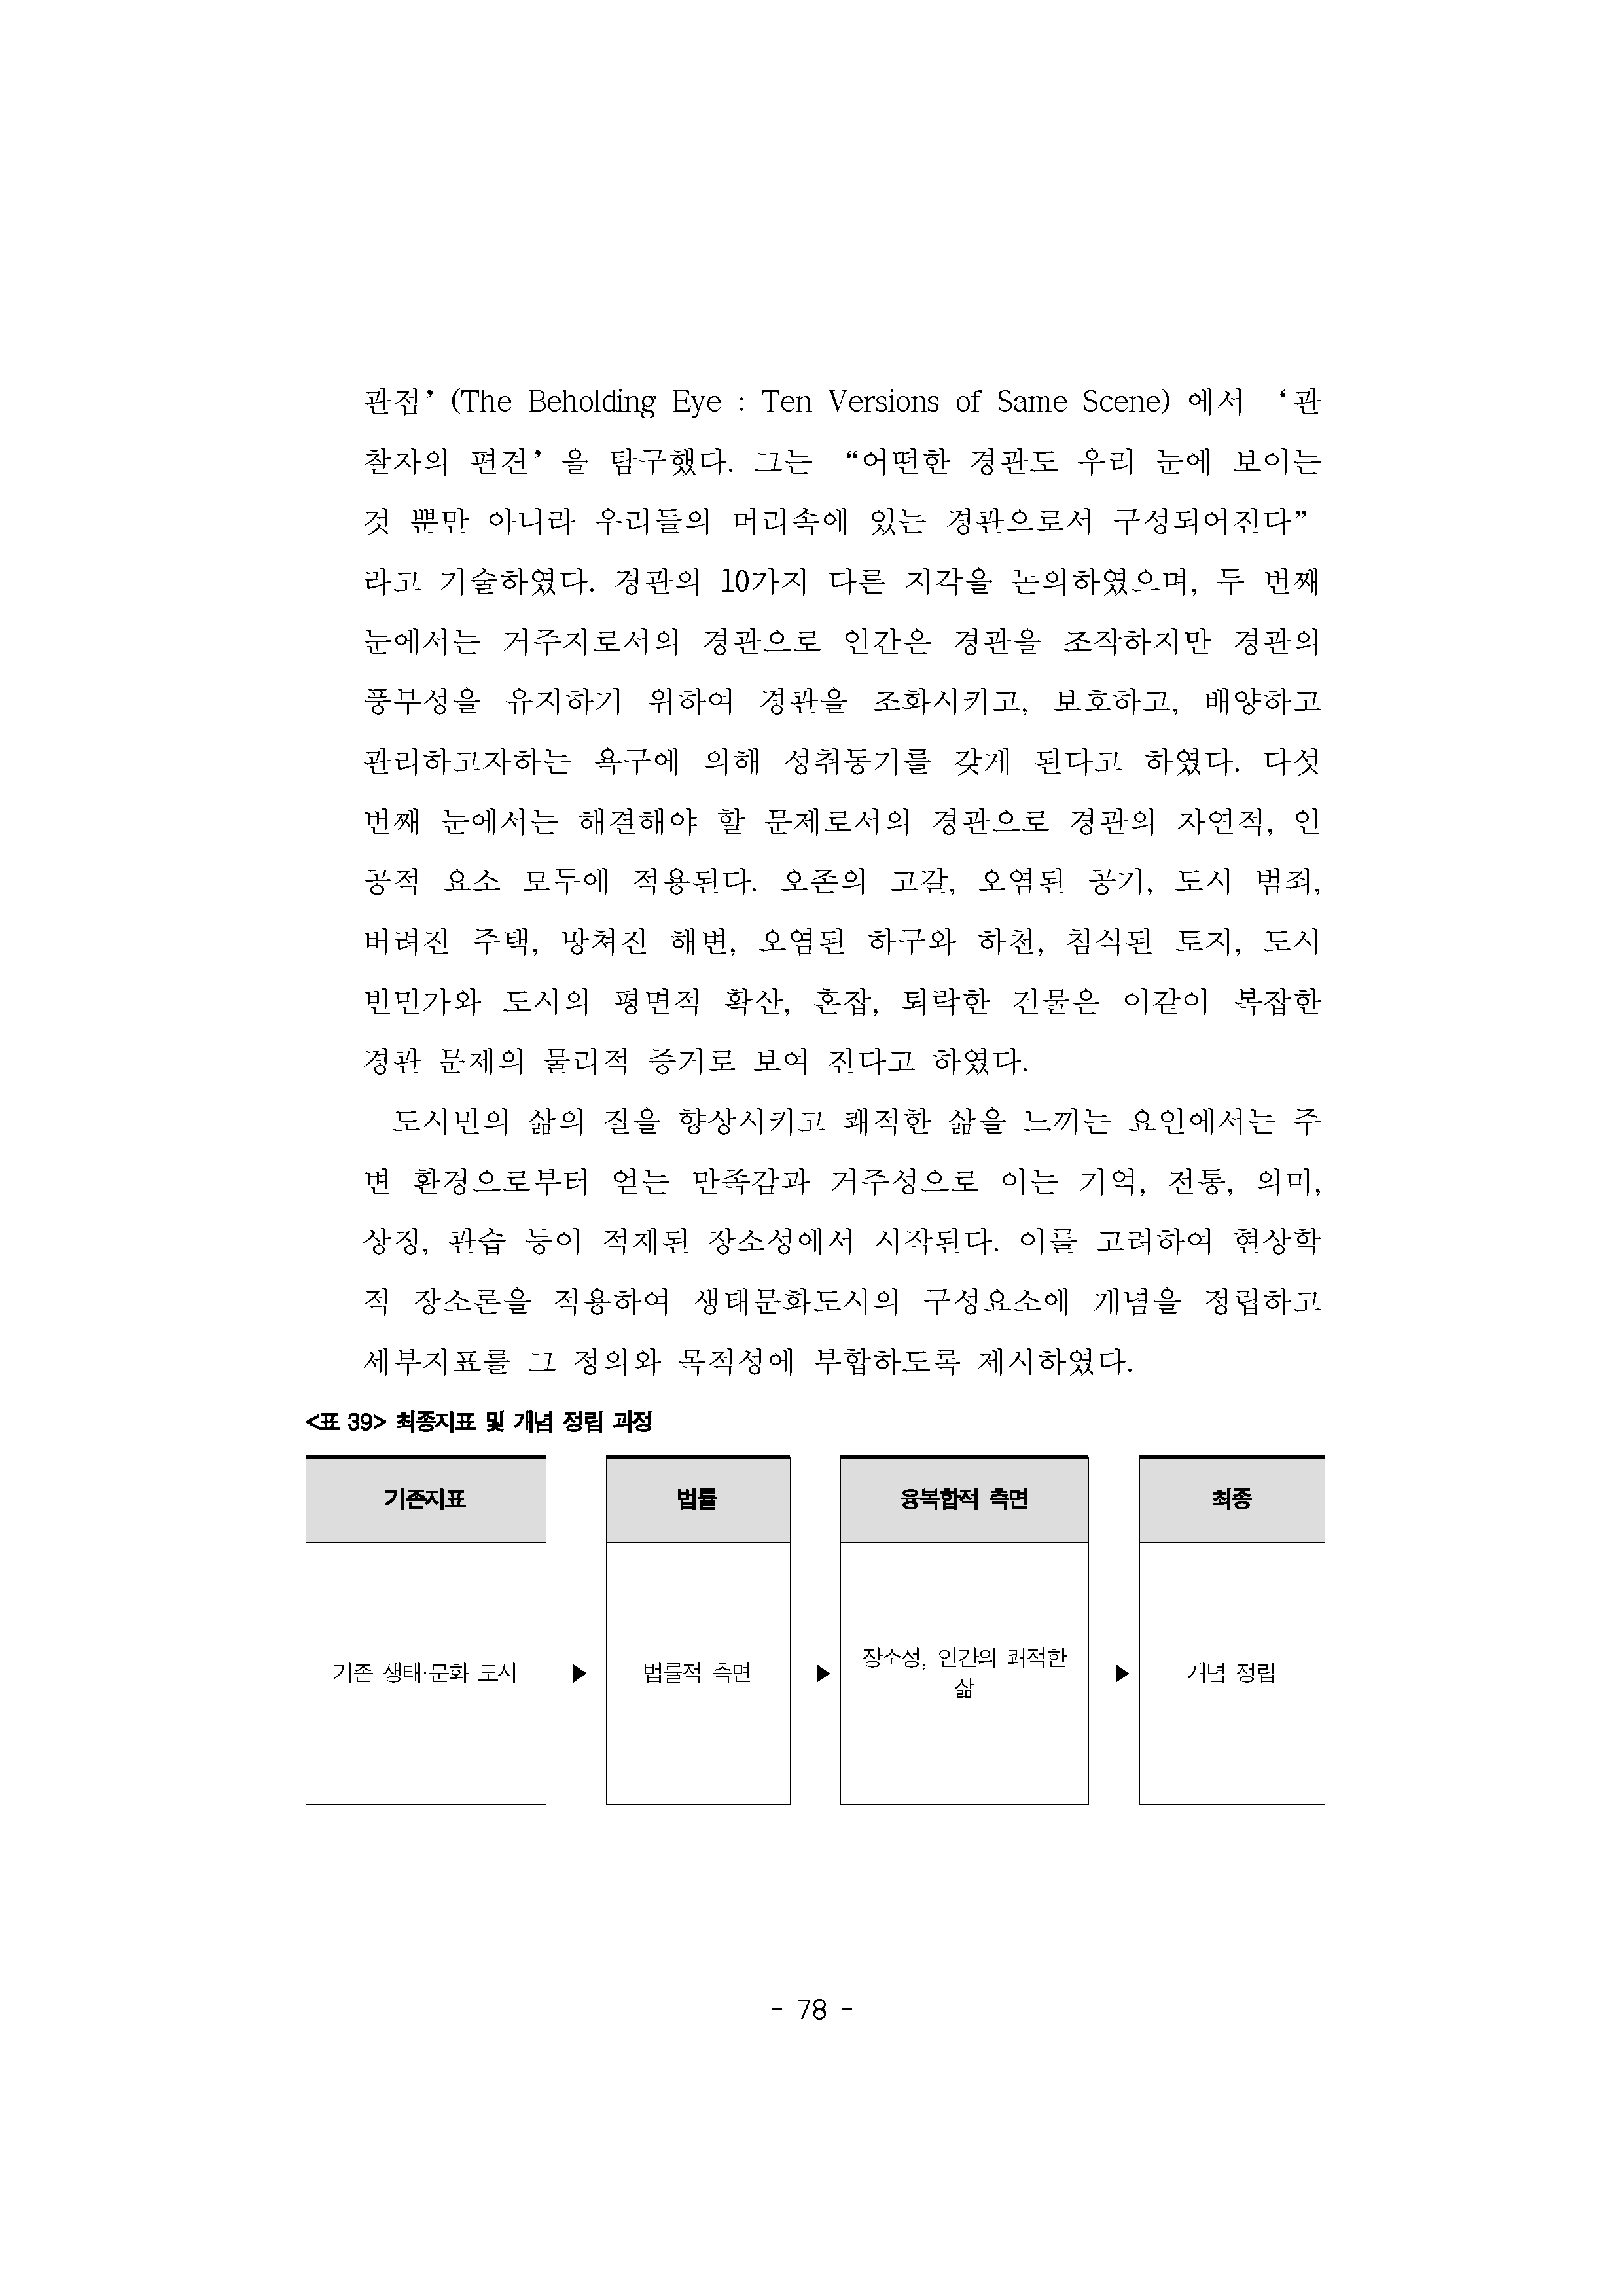 관점’(The Beholding Eye : Ten Versions of Same Scene) 에서 ‘관
찰자의 편견’을 탐구했다. 그는 “어떤한 경관도 우리 눈에 보이는
것 뿐만 아니라 우리들의 머리속에 있는 경관으로서 구성되어진다”
라고 기술하였다. 경관의 10가지 다른 지각을 논의하였으며, 두 번째
눈에서는 거주지로서의 경관으로 인간은 경관을 조작하지만 경관의
풍부성을 유지하기 위하여 경관을 조화시키고, 보호하고, 배양하고
관리하고자하는 욕구에 의해 성취동기를 갖게 된다고 하였다. 다섯
번째 눈에서는 해결해야 할 문제로서의 경관으로 경관의 자연적, 인
공적 요소 모두에 적용된다. 오존의 고갈, 오염된 공기, 도시 범죄,
버려진 주택, 망쳐진 해변, 오염된 하구와 하천, 침식된 토지, 도시
빈민가와 도시의 평면적 확산, 혼잡, 퇴락한 건물은 이같이 복잡한
경관 문제의 물리적 증거로 보여 진다고 하였다.
도시민의 삶의 질을 향상시키고 쾌적한 삶을 느끼는 요인에서는 주
변 환경으로부터 얻는 만족감과 거주성으로 이는 기억, 전통, 의미,
상징, 관습 등이 적재된 장소성에서 시작된다. 이를 고려하여 현상학
적 장소론을 적용하여 생태문화도시의 구성요소에 개념을 정립하고
세부지표를 그 정의와 목적성에 부합하도록 제시하였다.
<표 39> 최종지표 및 개념 정립 과정
기존지표 법률 융복합적 측면 최종
기존 생태·문화 도시 ▶ 법률적 측면 ▶ 장소성, 인간의 쾌적한
삶 ▶ 개념 정립
- 78 -